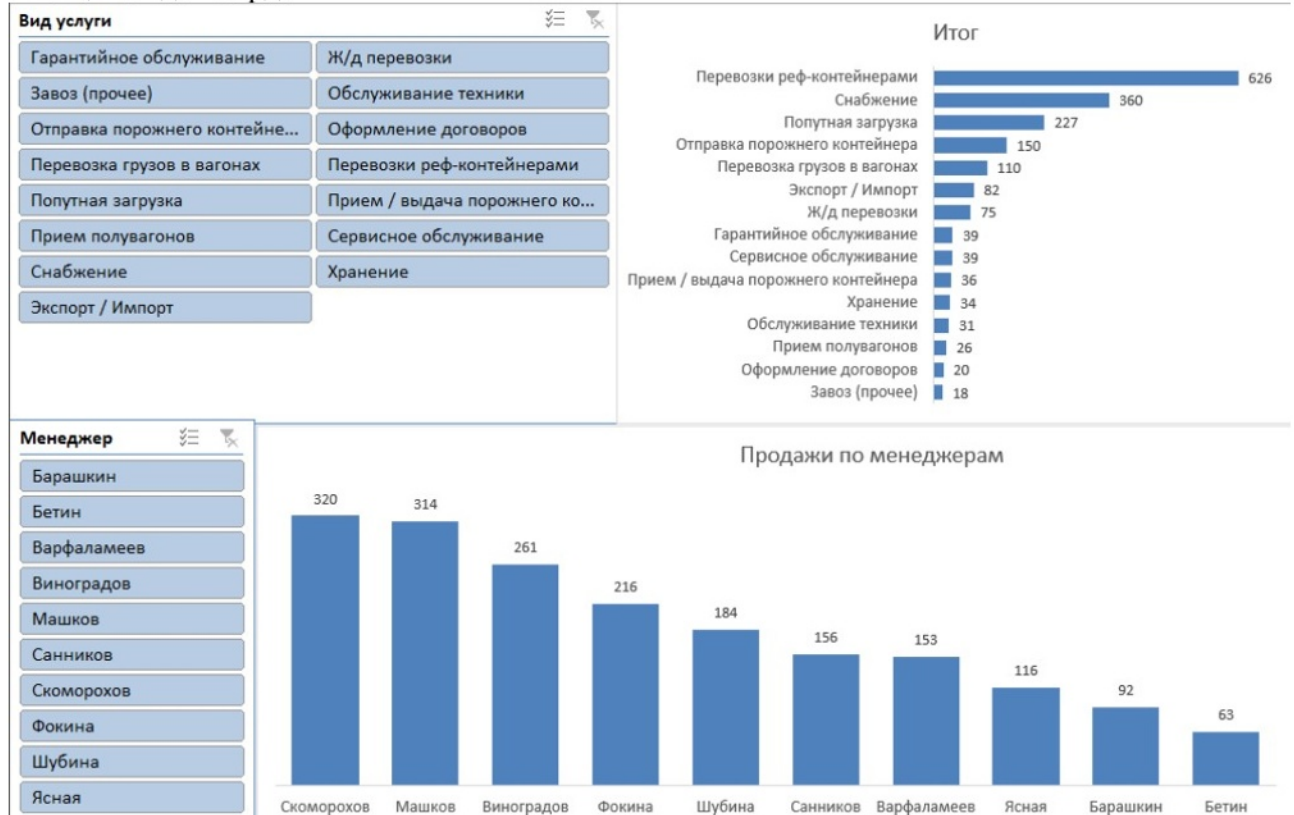 Вид услуги
Гарантийное обслуживание
Ж/д перевозки
Завоз (прочее)
Обслуживание техники
Отправка порожнего контейне...
Оформление договоров
Перевозка грузов в вагонах
Перевозки реф-контейнерами
Попутная загрузка
Прием / выдача порожнего ко...
Прием полувагонов
Сервисное обслуживание
Снабжение
Хранение
Экспорт / Импорт
Итог
Перевозки реф-контейнерами 626
Снабжение 360
Попутная загрузка 227
Отправка порожнего контейнера 150
Перевозка грузов в вагонах 110
Экспорт / Импорт 82
Ж/д перевозки 75
Гарантийное обслуживание 39
Сервисное обслуживание 39
Прием / выдача порожнего контейнера 36
Хранение 34
Обслуживание техники 31
Прием полувагонов 26
Оформление договоров 20
Завоз (прочее) 18
Менеджер
Барашкин
Бетин
Варфаламеев
Виноградов
Машков
Санников
Скоморохов
Фокина
Шубина
Ясная
Продажи по менеджерам
320 314 261 216 184 156 153 116 92 63
Скоморохов Машков Виноградов Фокина Шубина Санников Варфаламеев Ясная Барашкин Бетин